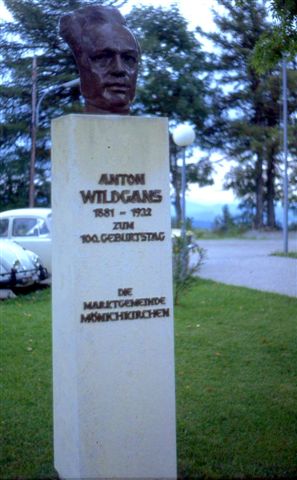 ANTON
WILDGANS
1881 - 1932
ZUM
100. GEBURTSTAG
DIE
MARKTGEMEINDE
MÖNICHKIRCHEN